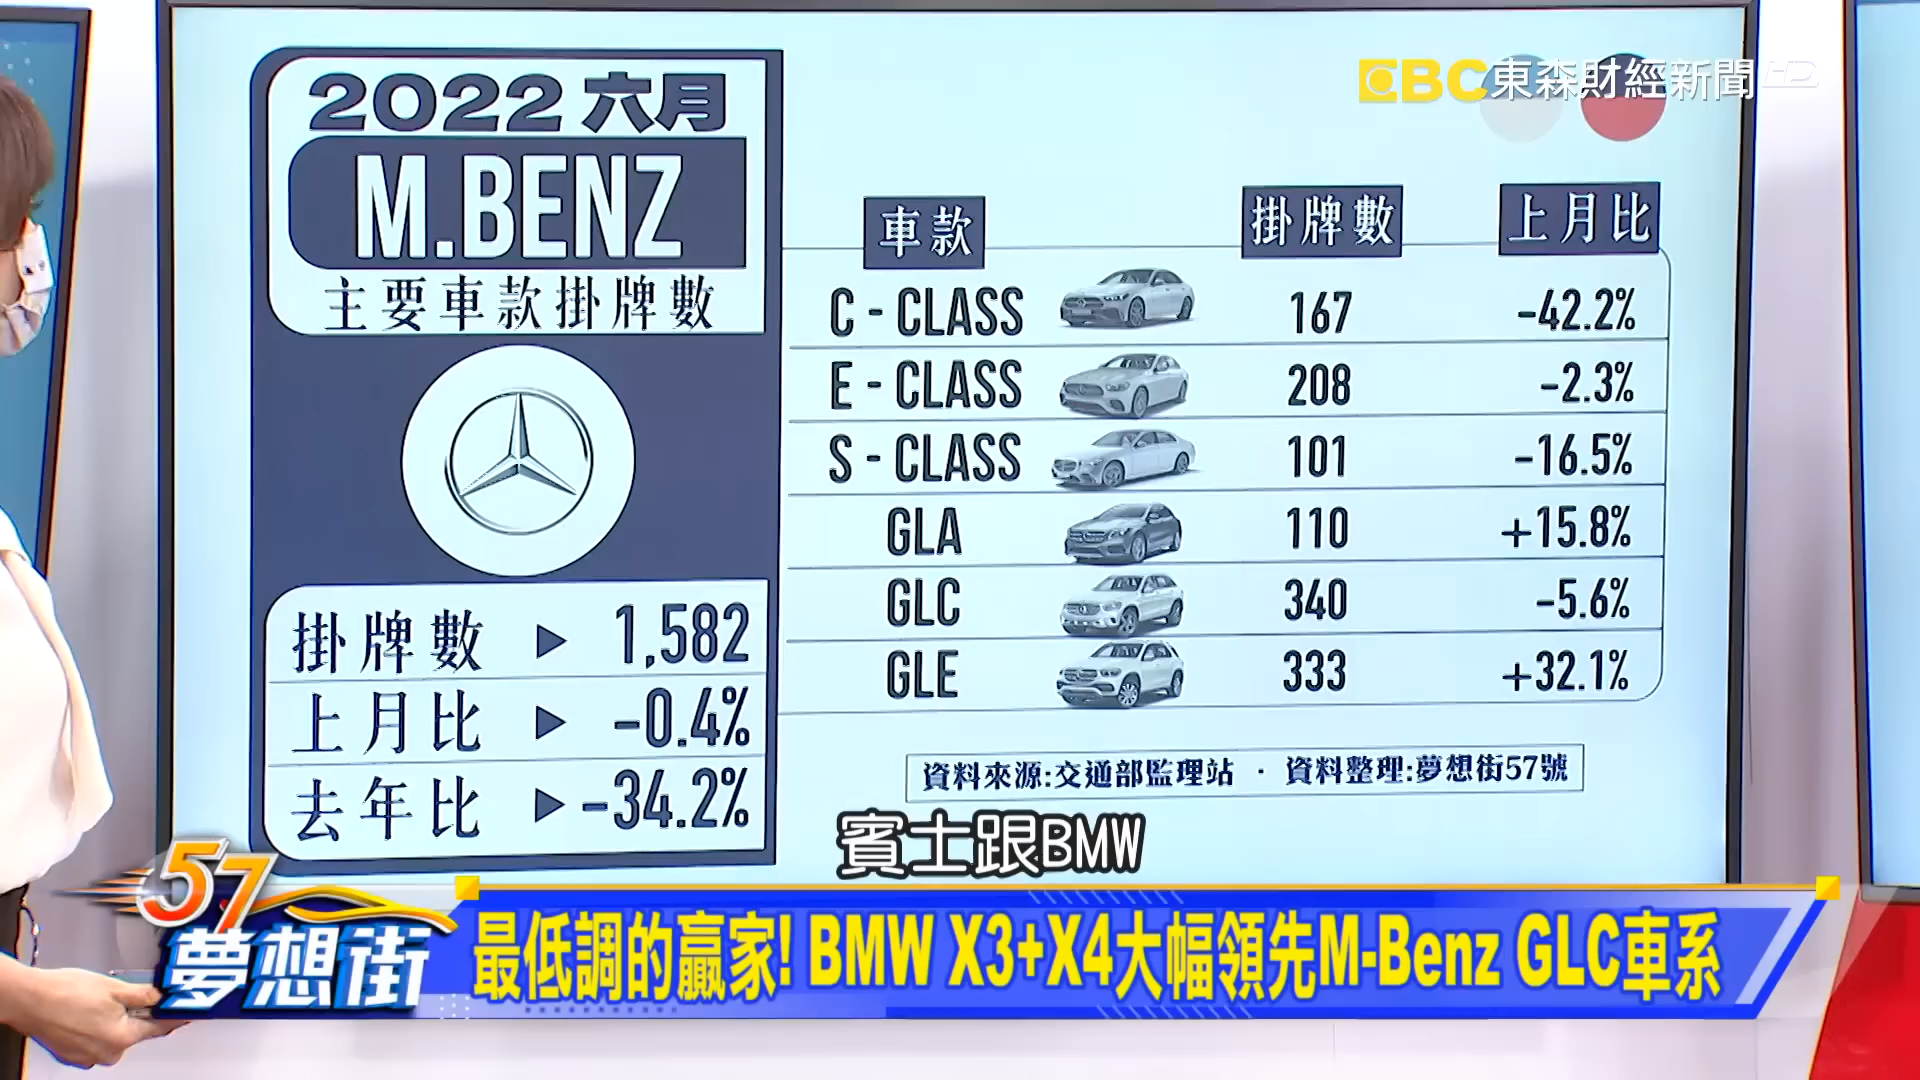 EBC東森財經新聞HD
2022六月
M.BENZ
主要車款掛牌數
掛牌數 ▶ 1,582
上月比 ▶ -0.4%
去年比 ▶ -34.2%
車款 掛牌數 上月比
C - CLASS 167 -42.2%
E - CLASS 208 -2.3%
S - CLASS 101 -16.5%
GLA 110 +15.8%
GLC 340 -5.6%
GLE 333 +32.1%
資料來源:交通部監理站 · 資料整理:夢想街57號
賓士跟BMW
57夢想街
最低調的贏家! BMW X3+X4大幅領先M-Benz GLC車系